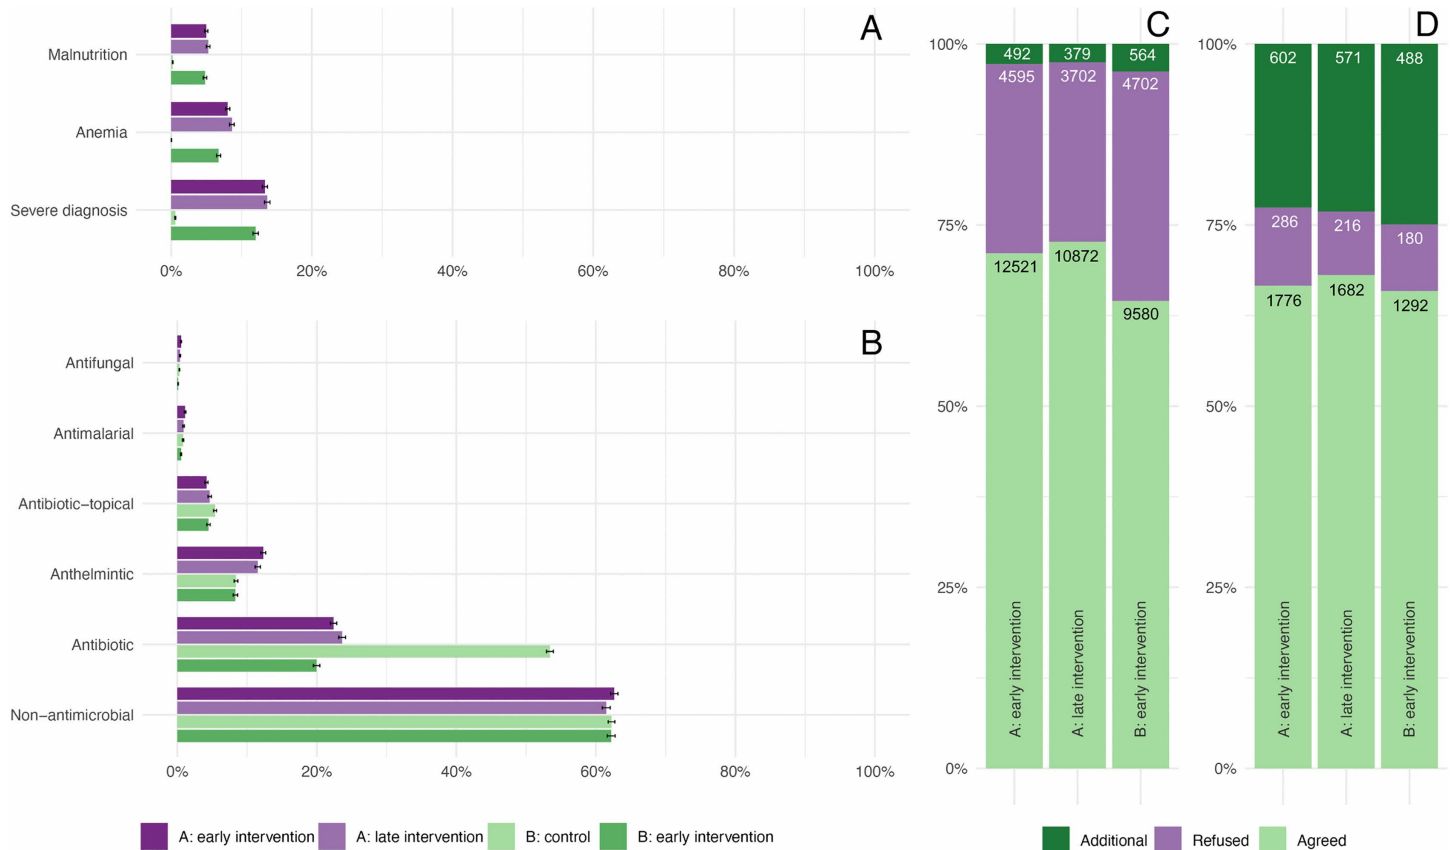 A
Malnutrition
Anemia
Severe diagnosis
0% 20% 40% 60% 80% 100%
B
Antifungal
Antimalarial
Antibiotic−topical
Anthelmintic
Antibiotic
Non−antimicrobial
0% 20% 40% 60% 80% 100%
A: early intervention A: late intervention B: control B: early intervention
C
100%
75%
50%
25%
0%
492 379 564
4595 3702 4702
12521 10872 9580
A: early intervention
A: late intervention
B: early intervention
D
100%
75%
50%
25%
0%
602 571 488
286 216 180
1776 1682 1292
A: early intervention
A: late intervention
B: early intervention
Additional Refused Agreed